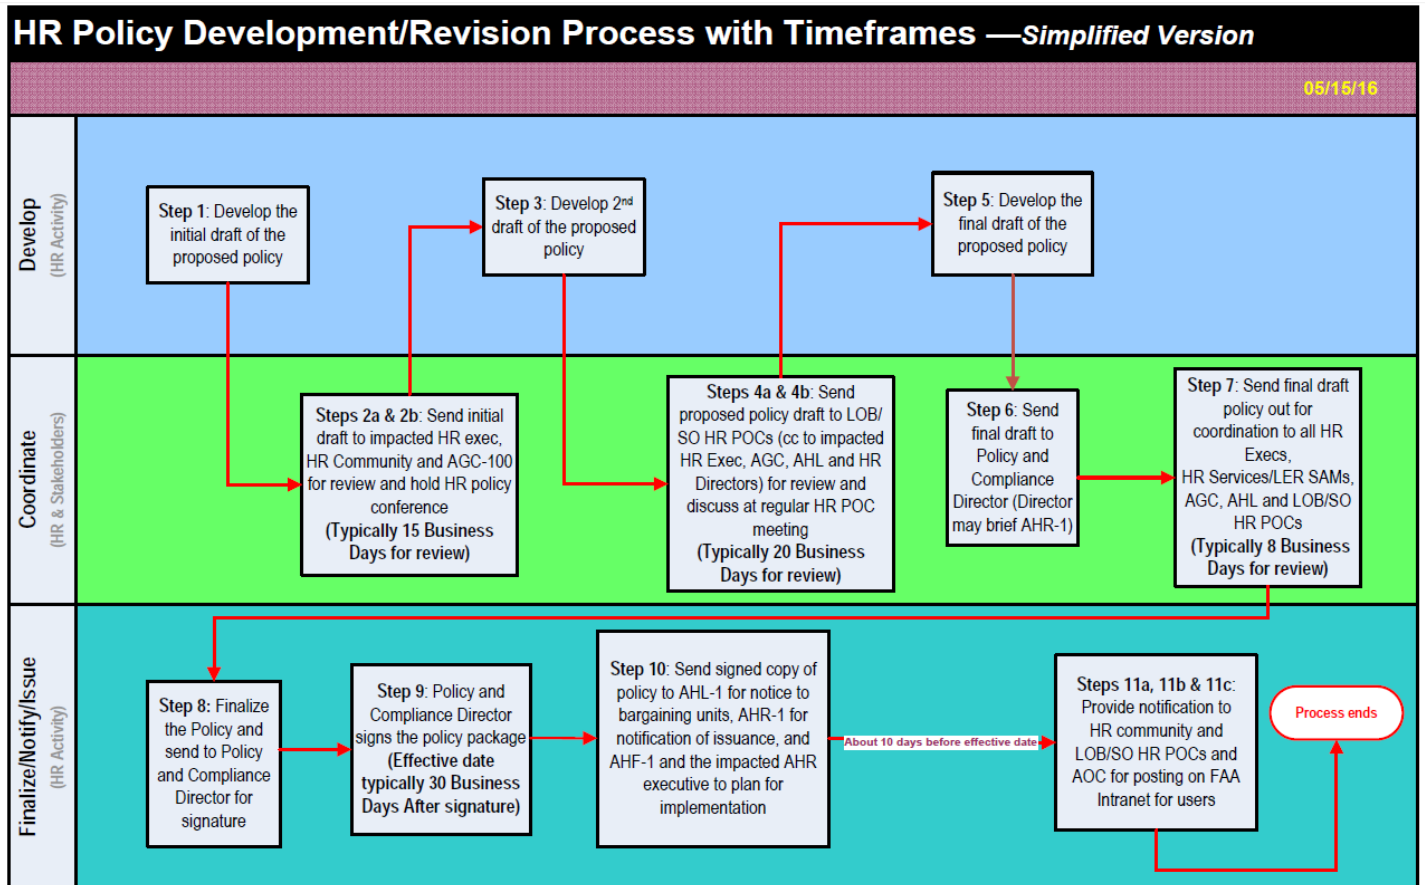 HR Policy Development/Revision Process with Timeframes —Simplified Version
05/15/16
Develop
(HR Activity)
Step 1: Develop the
initial draft of the
proposed policy
Step 3: Develop 2nd
draft of the proposed
policy
Step 5: Develop the
final draft of the
proposed policy
Coordinate
(HR & Stakeholders)
Steps 2a & 2b: Send initial
draft to impacted HR exec,
HR Community and AGC-100
for review and hold HR policy
conference
(Typically 15 Business
Days for review)
Steps 4a & 4b: Send
proposed policy draft to LOB/
SO HR POCs (cc to impacted
HR Exec, AGC, AHL and HR
Directors) for review and
discuss at regular HR POC
meeting
(Typically 20 Business
Days for review)
Step 6: Send
final draft to
Policy and
Compliance
Director (Director
may brief AHR-1)
Step 7: Send final draft
policy out for
coordination to all HR
Execs,
HR Services/LER SAMs,
AGC, AHL and LOB/SO
HR POCs
(Typically 8 Business
Days for review)
Finalize/Notify/Issue
(HR Activity)
Step 8: Finalize
the Policy and
send to Policy
and Compliance
Director for
signature
Step 9: Policy and
Compliance Director
signs the policy package
(Effective date
typically 30 Business
Days After signature)
Step 10: Send signed copy of
policy to AHL-1 for notice to
bargaining units, AHR-1 for
notification of issuance, and
AHF-1 and the impacted AHR
executive to plan for
implementation
About 10 days before effective date
Steps 11a, 11b & 11c:
Provide notification to
HR community and
LOB/SO HR POCs and
AOC for posting on FAA
Intranet for users
Process ends